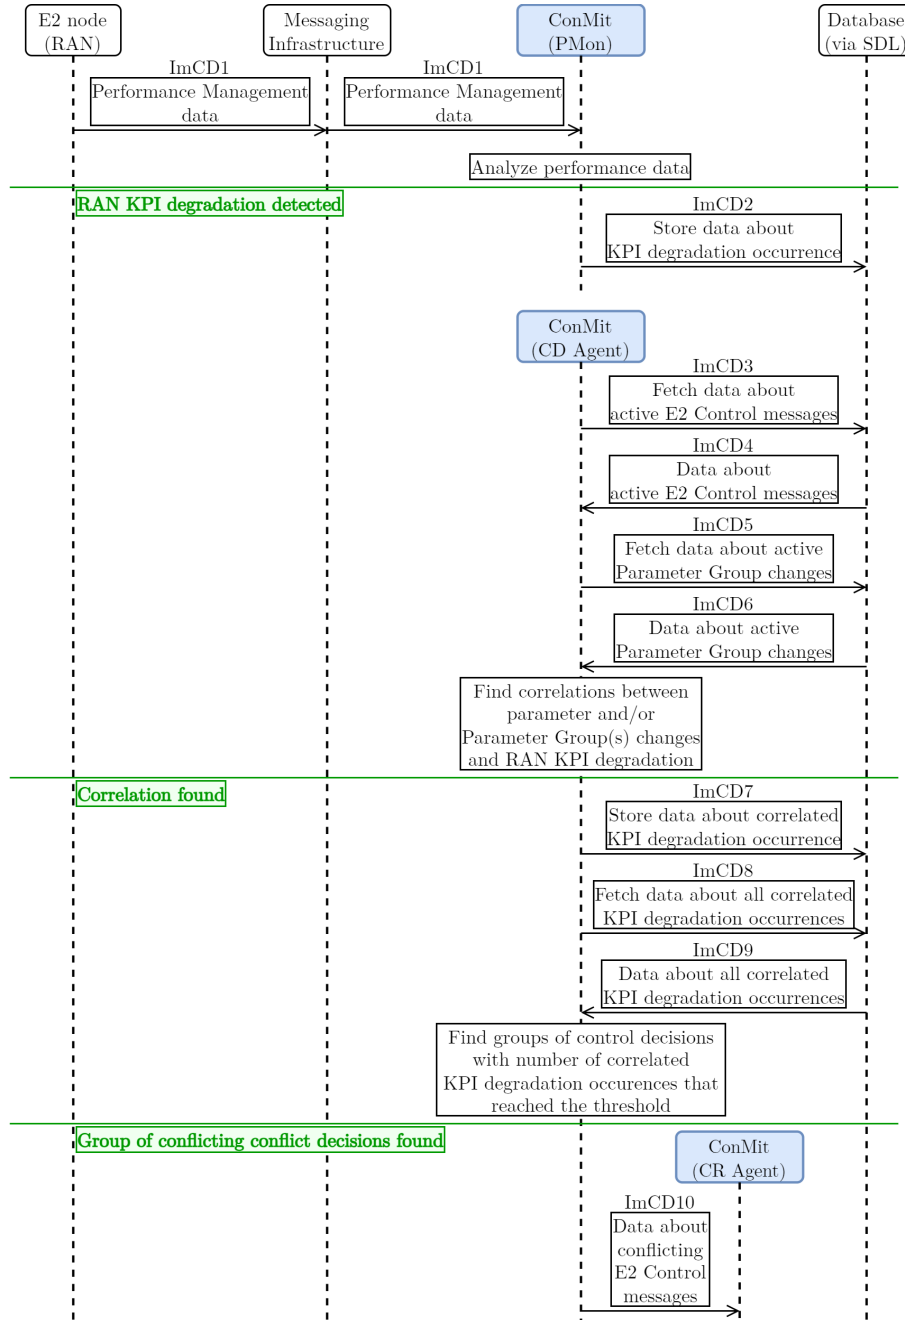 E2 node
(RAN)
Messaging
Infrastructure
ConMit
(PMon)
Database
(via SDL)
ImCD1
Performance Management
data
ImCD1
Performance Management
data
Analyze performance data
RAN KPI degradation detected
ImCD2
Store data about
KPI degradation occurrence
ConMit
(CD Agent)
ImCD3
Fetch data about
active E2 Control messages
ImCD4
Data about
active E2 Control messages
ImCD5
Fetch data about active
Parameter Group changes
ImCD6
Data about active
Parameter Group changes
Find correlations between
parameter and/or
Parameter Group(s) changes
and RAN KPI degradation
Correlation found
ImCD7
Store data about correlated
KPI degradation occurrence
ImCD8
Fetch data about all correlated
KPI degradation occurrences
ImCD9
Data about all correlated
KPI degradation occurrences
Find groups of control decisions
with number of correlated
KPI degradation occurences that
reached the threshold
Group of conflicting conflict decisions found
ConMit
(CR Agent)
ImCD10
Data about
conflicting
E2 Control
messages